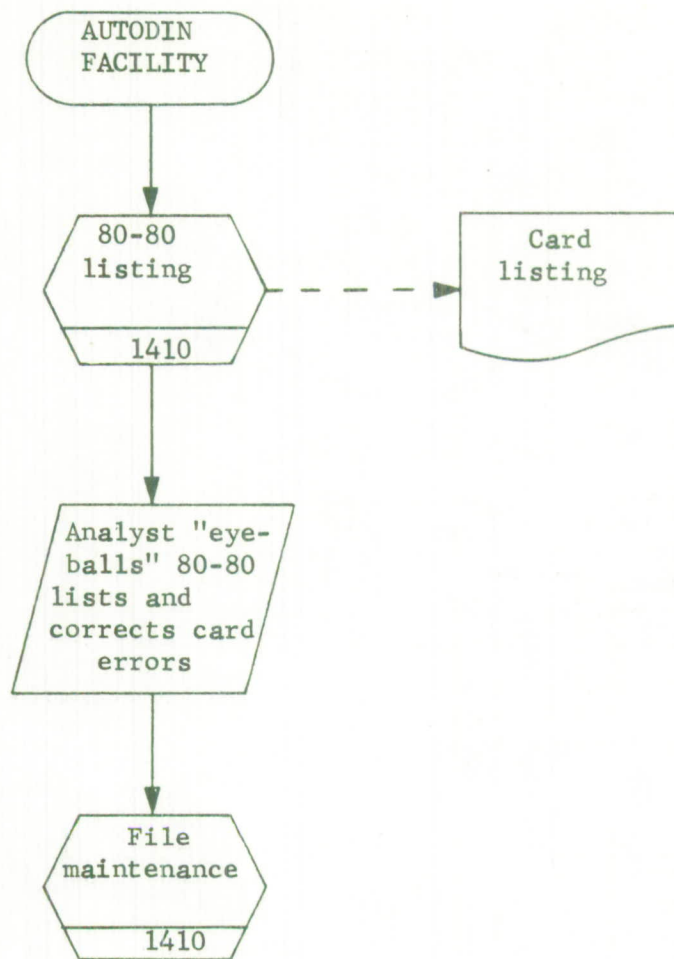 AUTODIN
FACILITY
80-80
listing
1410
Card
listing
Analyst "eye-
balls" 80-80
lists and
corrects card
errors
File
maintenance
1410